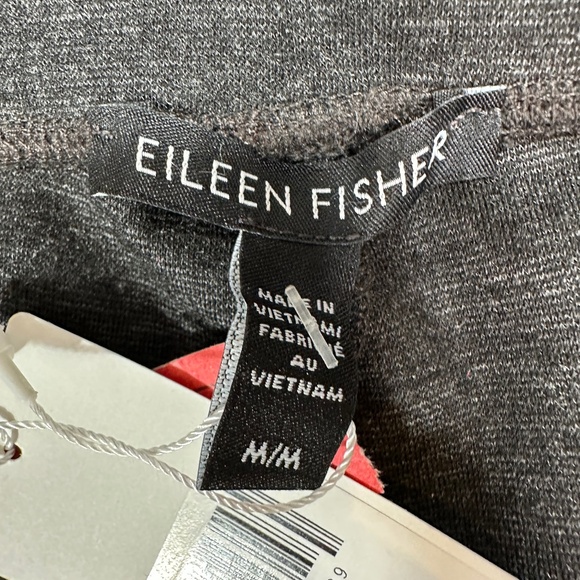 EILEEN FISHER
MADE IN
VIETNAM/
FABRIQUÉ
AU
VIETNAM
M/M